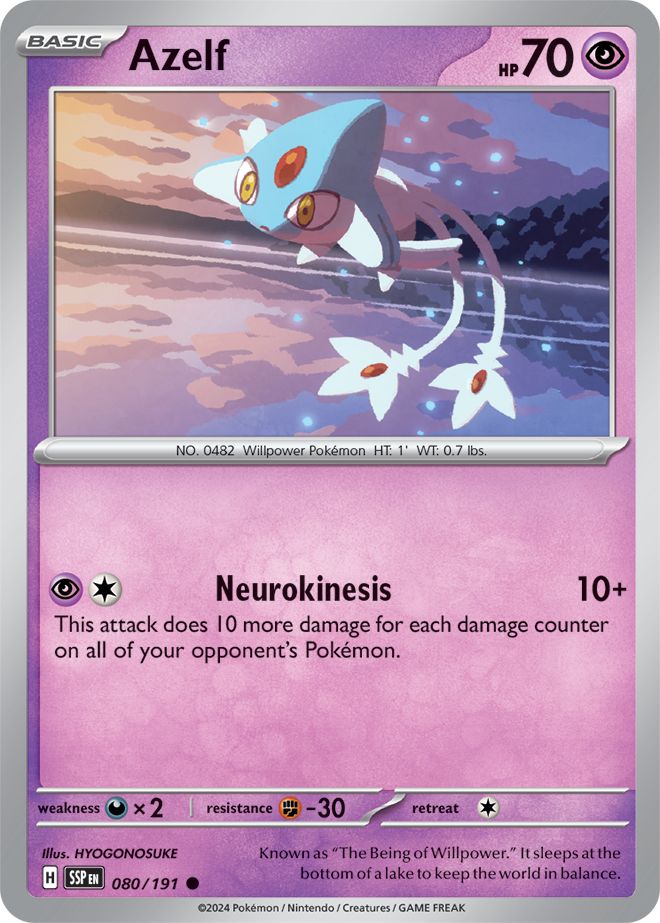 BASIC
Azelf
HP 70
NO. 0482 Willpower Pokémon HT: 1' WT: 0.7 lbs.
Neurokinesis 10+
This attack does 10 more damage for each damage counter
on all of your opponent's Pokémon.
weakness ×2 resistance -30 retreat
Illus. HYOGONOSUKE
Known as "The Being of Willpower." It sleeps at the
bottom of a lake to keep the world in balance.
H SSP EN 080/191
©2024 Pokémon / Nintendo / Creatures / GAME FREAK